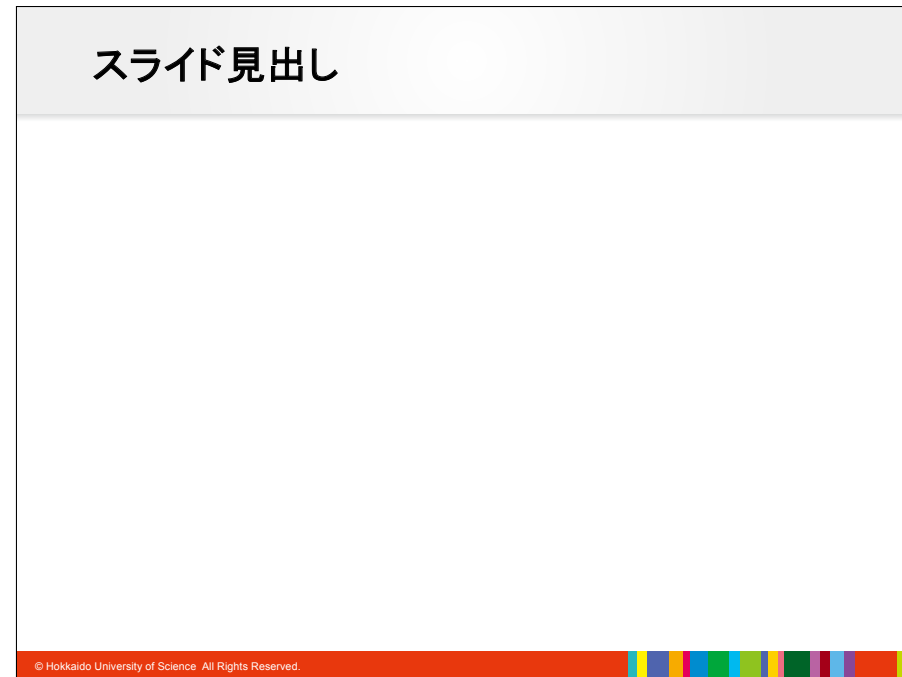 スライド見出し
© Hokkaido University of Science  All Rights Reserved.